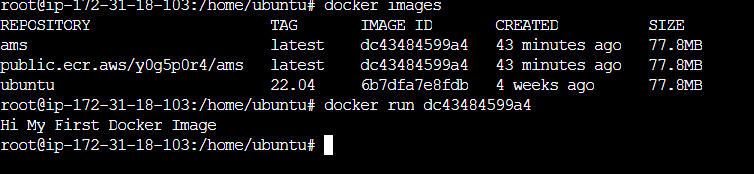 root@ip-172-31-18-103:/home/ubuntu# docker images
REPOSITORY TAG IMAGE ID CREATED SIZE
ams latest dc43484599a4 43 minutes ago 77.8MB
public.ecr.aws/y0g5p0r4/ams latest dc43484599a4 43 minutes ago 77.8MB
ubuntu 22.04 6b7dfa7e8fdb 4 weeks ago 77.8MB
root@ip-172-31-18-103:/home/ubuntu# docker run dc43484599a4
Hi My First Docker Image
root@ip-172-31-18-103:/home/ubuntu#